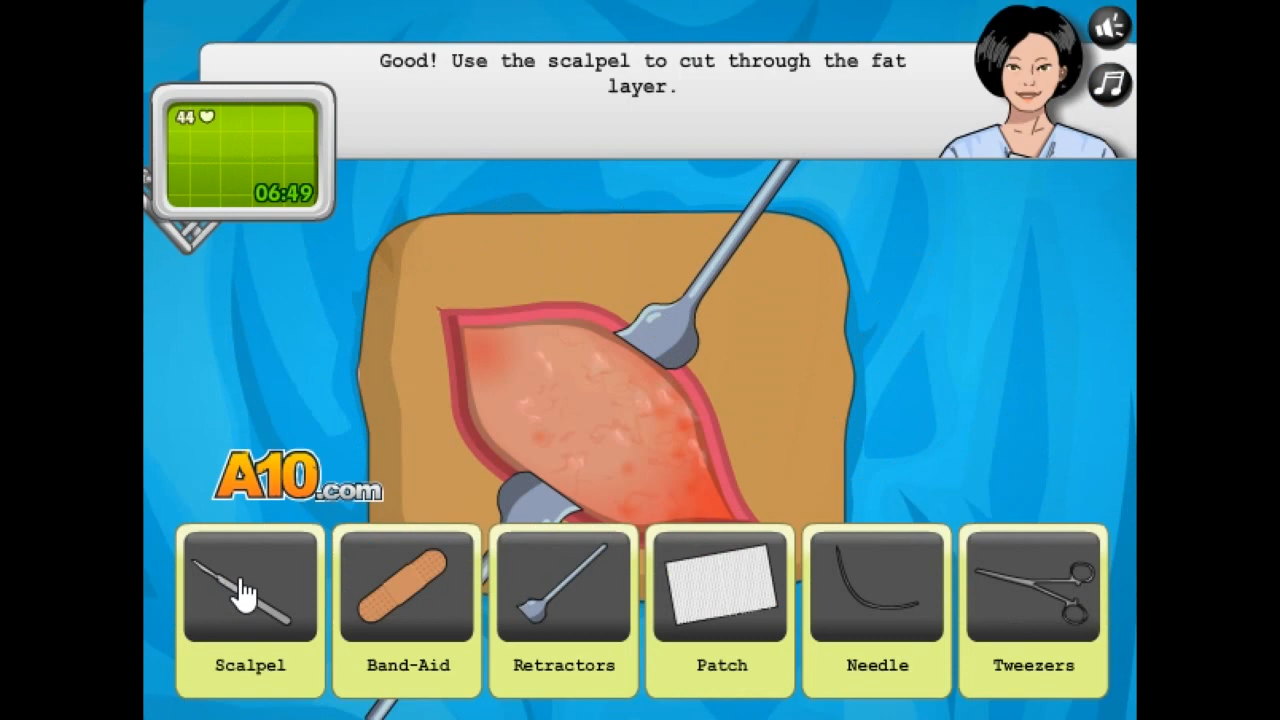 Good! Use the scalpel to cut through the fat
layer.
44
06:49
A10.com
Scalpel
Band-Aid
Retractors
Patch
Needle
Tweezers